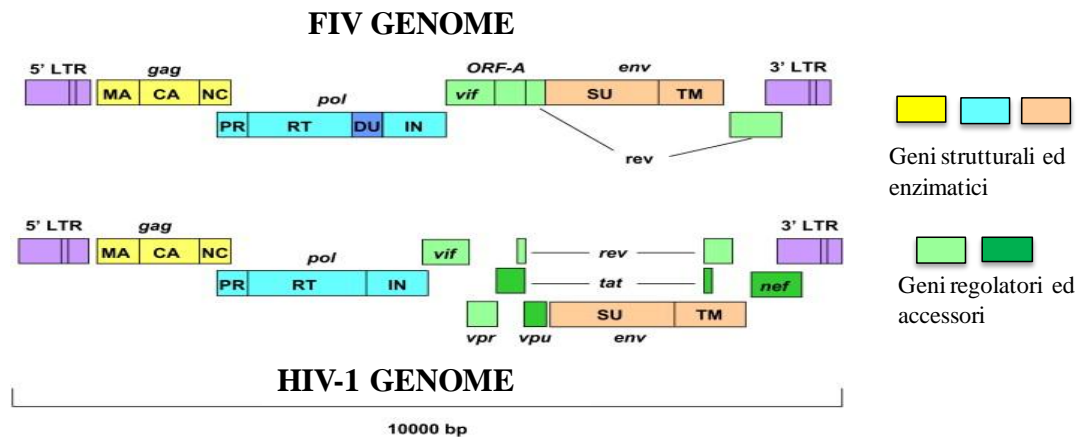 FIV GENOME
5’ LTR gag ORF-A env 3’ LTR
MA CA NC vif SU TM
pol
PR RT DU IN
rev
Geni strutturali ed
enzimatici
5’ LTR gag 3’ LTR
MA CA NC pol vif rev
PR RT IN tat nef
SU TM
vpr vpu env
Geni regolatori ed
accessori
HIV-1 GENOME
10000 bp